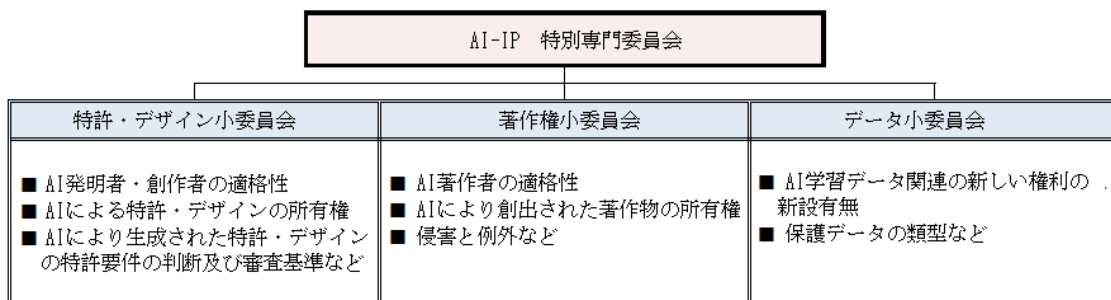 AI-IP 特別専門委員会
特許・デザイン小委員会
■ AI発明者・創作者の適格性
■ AIによる特許・デザインの所有権
■ AIにより生成された特許・デザイン
の特許要件の判断及び審査基準など
著作権小委員会
■ AI著作者の適格性
■ AIにより創出された著作物の所有権
■ 侵害と例外など
データ小委員会
■ AI学習データ関連の新しい権利の
新設有無
■ 保護データの類型など